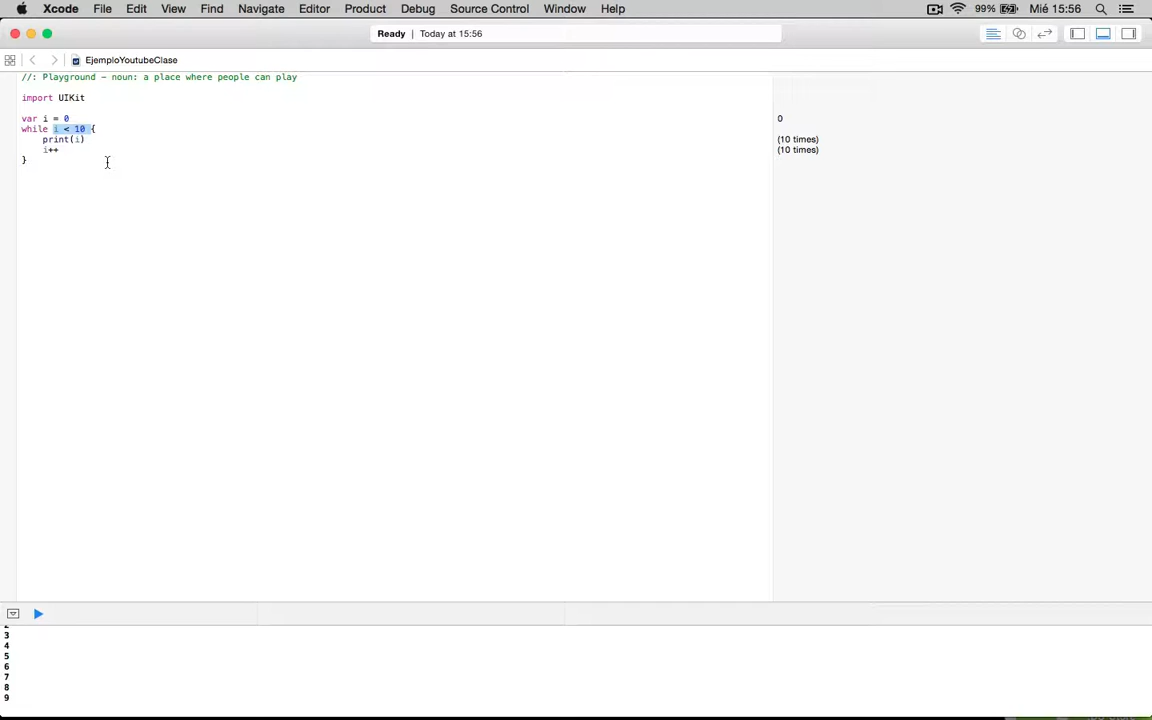 Xcode File Edit View Find Navigate Editor Product Debug Source Control Window Help 99% Mié 15:56
Ready | Today at 15:56
EjemploYoutubeClase
//: Playground - noun: a place where people can play
import UIKit
var i = 0 0
while i < 10 {
print(i) (10 times)
i++ (10 times)
}
3
4
5
6
7
8
9